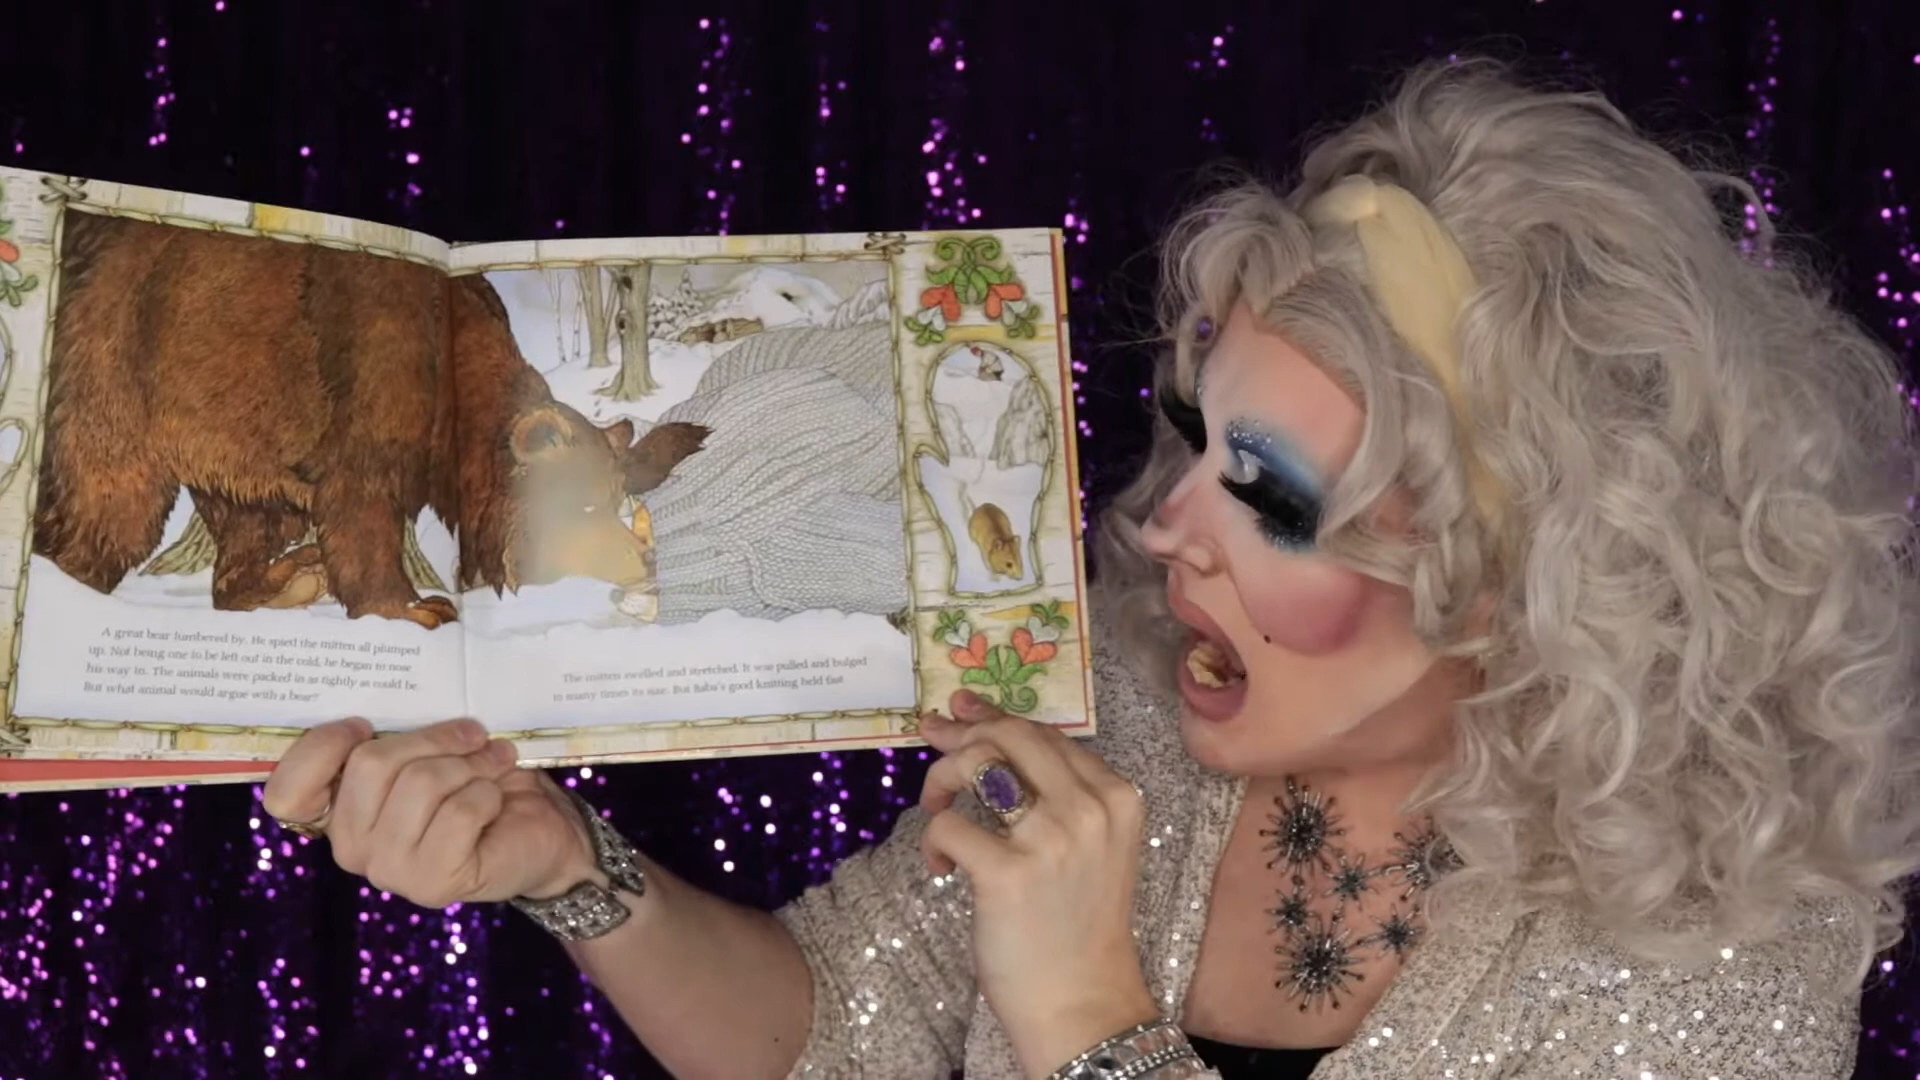 A great bear lumbered by. He spied the mitten all plumped
up. Not being one to be left out in the cold, he began to nose
his way in. The animals were packed in as tightly as could be.
But what animal would argue with a bear?
The mitten swelled and stretched. It was pulled and bulged
to many times its size. But Baba's good knitting held fast.